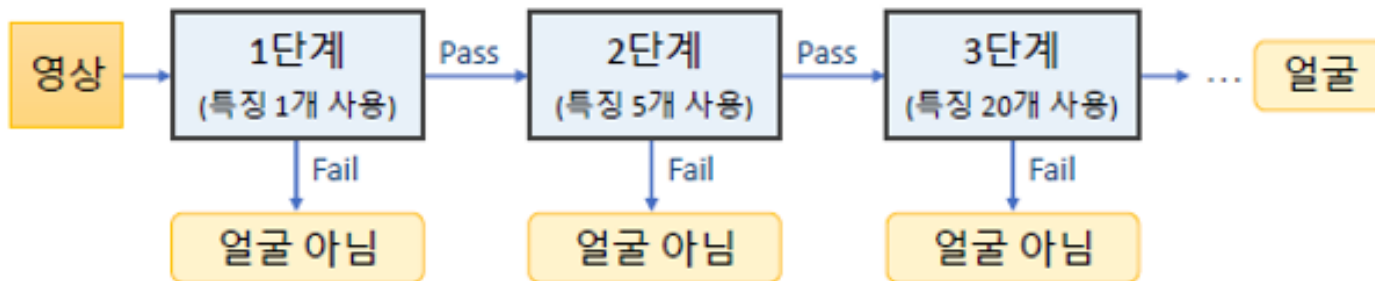 영상
1단계
(특징 1개 사용)
Pass
2단계
(특징 5개 사용)
Pass
3단계
(특징 20개 사용)
...
얼굴
Fail
Fail
Fail
얼굴 아님
얼굴 아님
얼굴 아님